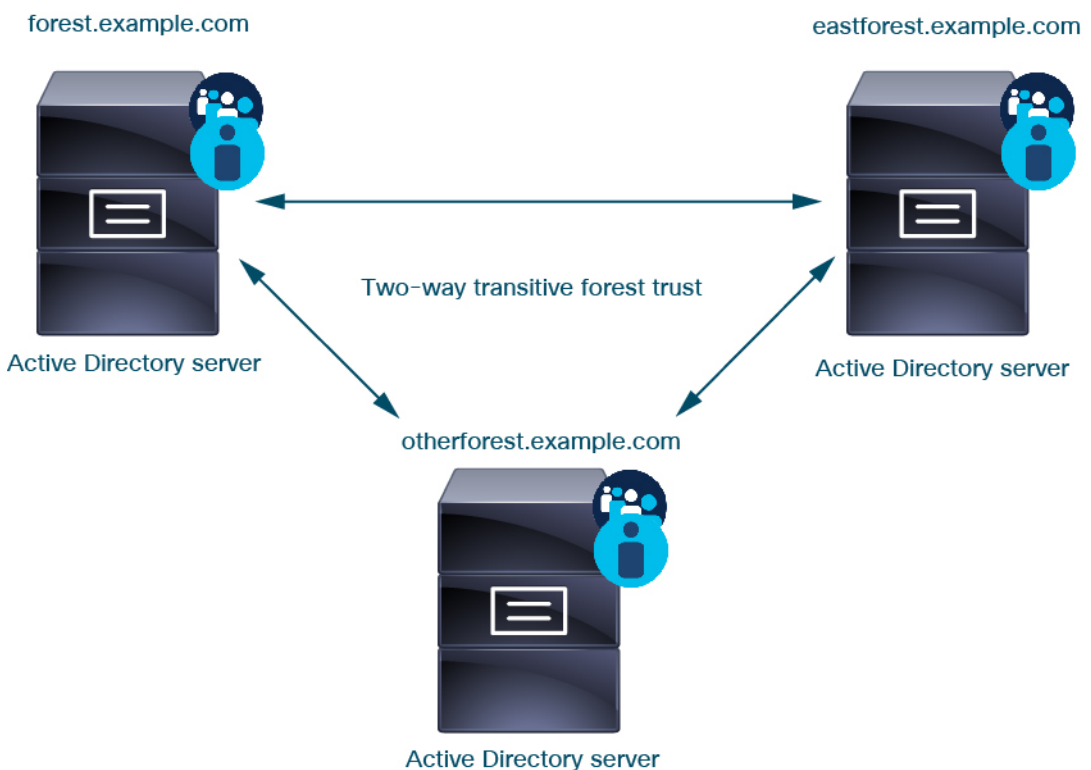 forest.example.com
eastforest.example.com
Two-way transitive forest trust
Active Directory server
Active Directory server
otherforest.example.com
Active Directory server